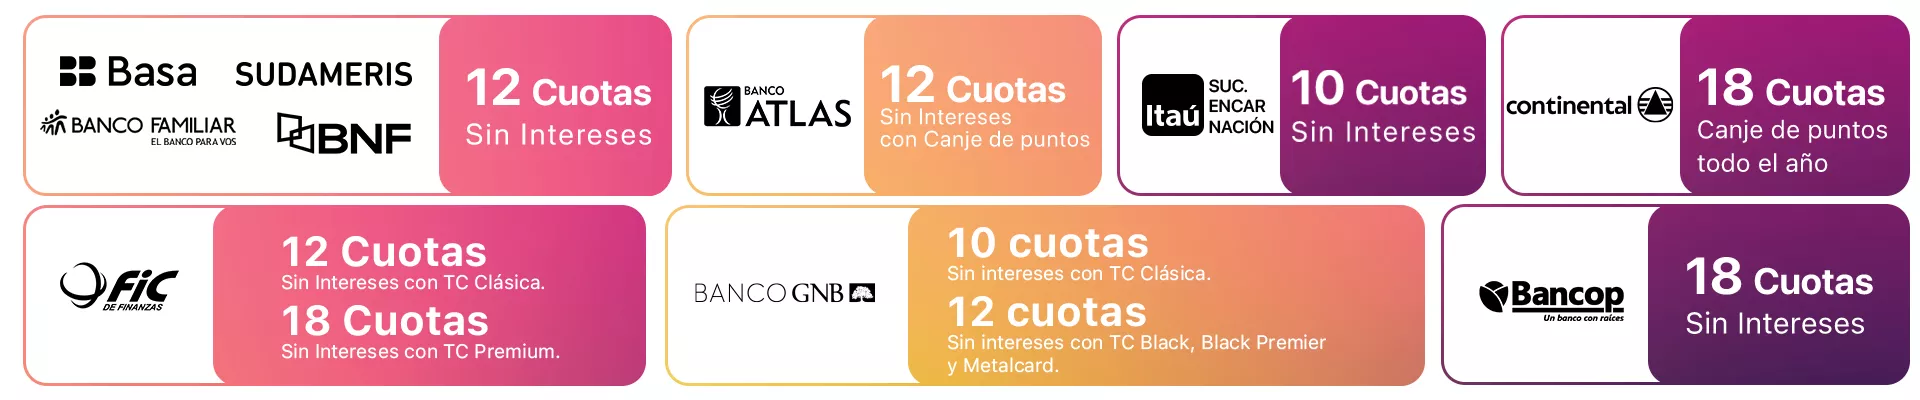 Basa
SUDAMERIS
BANCO FAMILIAR
EL BANCO PARA VOS
BNF
12 Cuotas
Sin Intereses
BANCO
ATLAS
12 Cuotas
Sin Intereses
con Canje de puntos
Itaú
SUC.
ENCAR
NACIÓN
10 Cuotas
Sin Intereses
continental
18 Cuotas
Canje de puntos
todo el año
FIC
DE FINANZAS
12 Cuotas
Sin Intereses con TC Clásica.
18 Cuotas
Sin Intereses con TC Premium.
BANCO GNB
10 cuotas
Sin intereses con TC Clásica.
12 cuotas
Sin intereses con TC Black, Black Premier
y Metalcard.
Bancop
Un banco con raíces
18 Cuotas
Sin Intereses